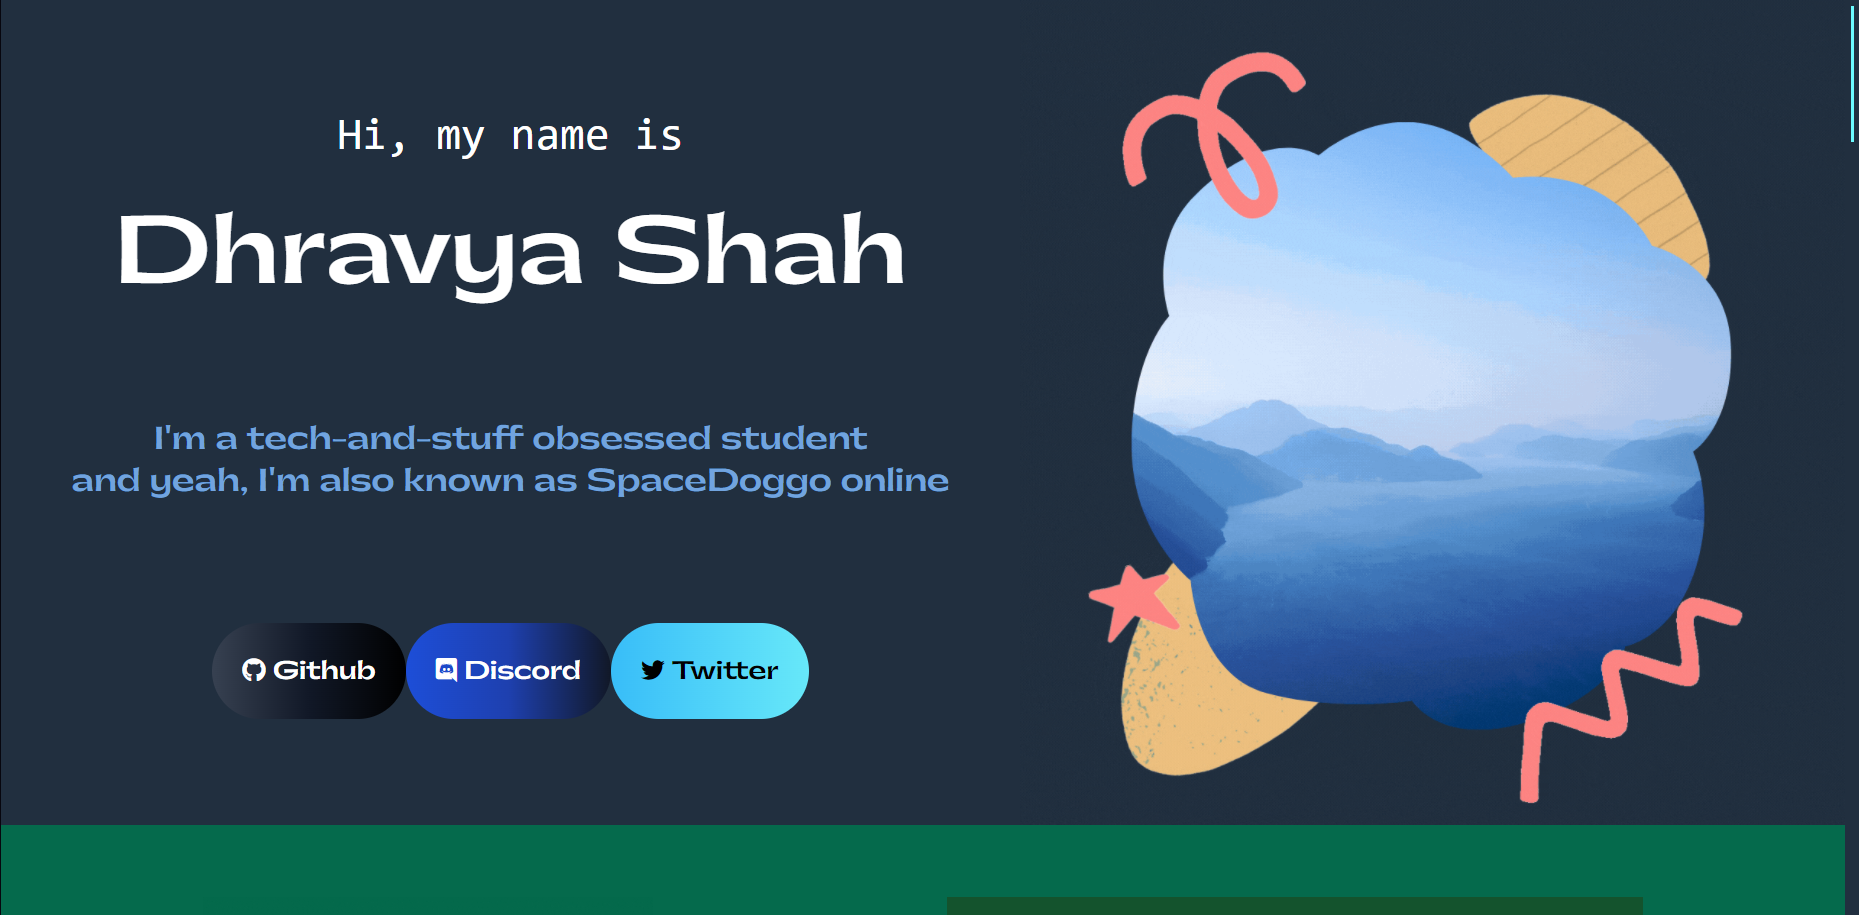 Hi, my name is
Dhravya Shah
I'm a tech-and-stuff obsessed student
and yeah, I'm also known as SpaceDoggo online
Github
Discord
Twitter